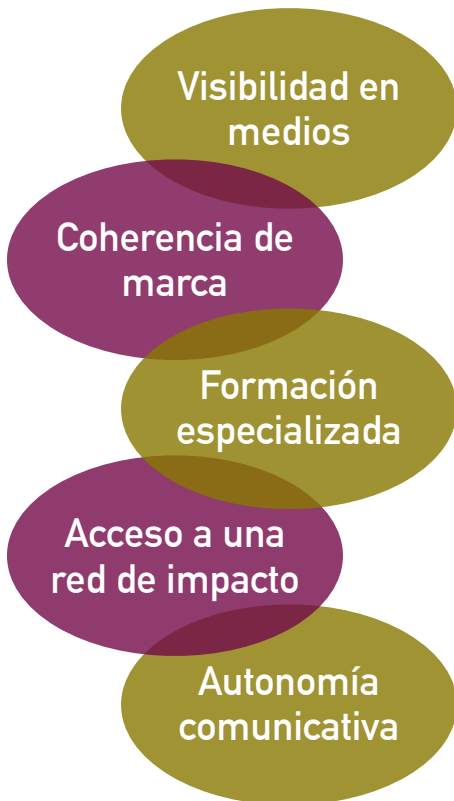 Visibilidad en
medios
Coherencia de
marca
Formación
especializada
Acceso a una
red de impacto
Autonomía
comunicativa